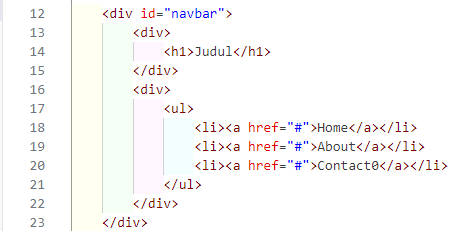 12 <div id="navbar">
13 <div>
14 <h1>Judul</h1>
15 </div>
16 <div>
17 <ul>
18 <li><a href="#">Home</a></li>
19 <li><a href="#">About</a></li>
20 <li><a href="#">Contact0</a></li>
21 </ul>
22 </div>
23 </div>